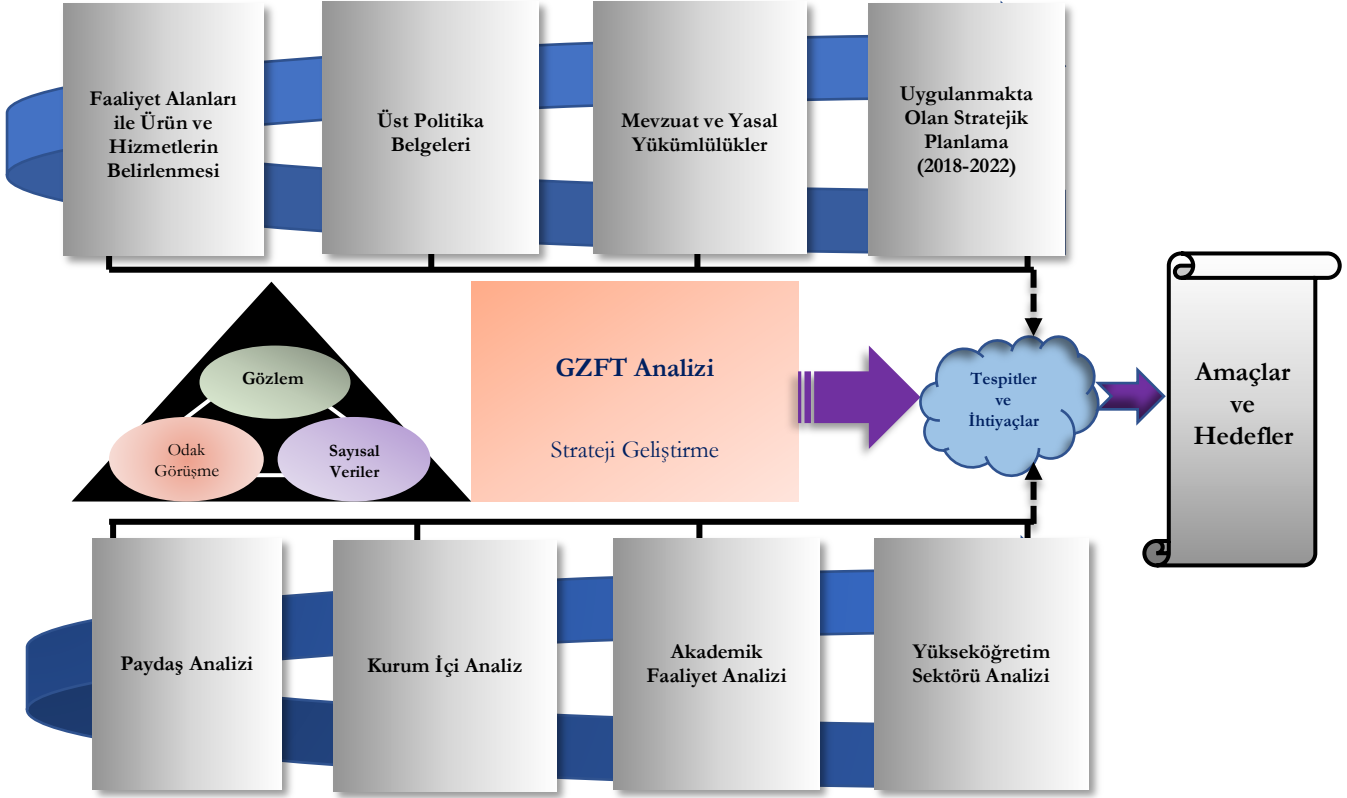 Faaliyet Alanları
ile Ürün ve
Hizmetlerin
Belirlenmesi
Üst Politika
Belgeleri
Mevzuat ve Yasal
Yükümlülükler
Uygulanmakta
Olan Stratejik
Planlama
(2018-2022)
Gözlem
Odak
Görüşme
Sayısal
Veriler
GZFT Analizi
Strateji Geliştirme
Tespitler
ve
İhtiyaçlar
Amaçlar
ve
Hedefler
Paydaş Analizi
Kurum İçi Analiz
Akademik
Faaliyet Analizi
Yükseköğretim
Sektörü Analizi